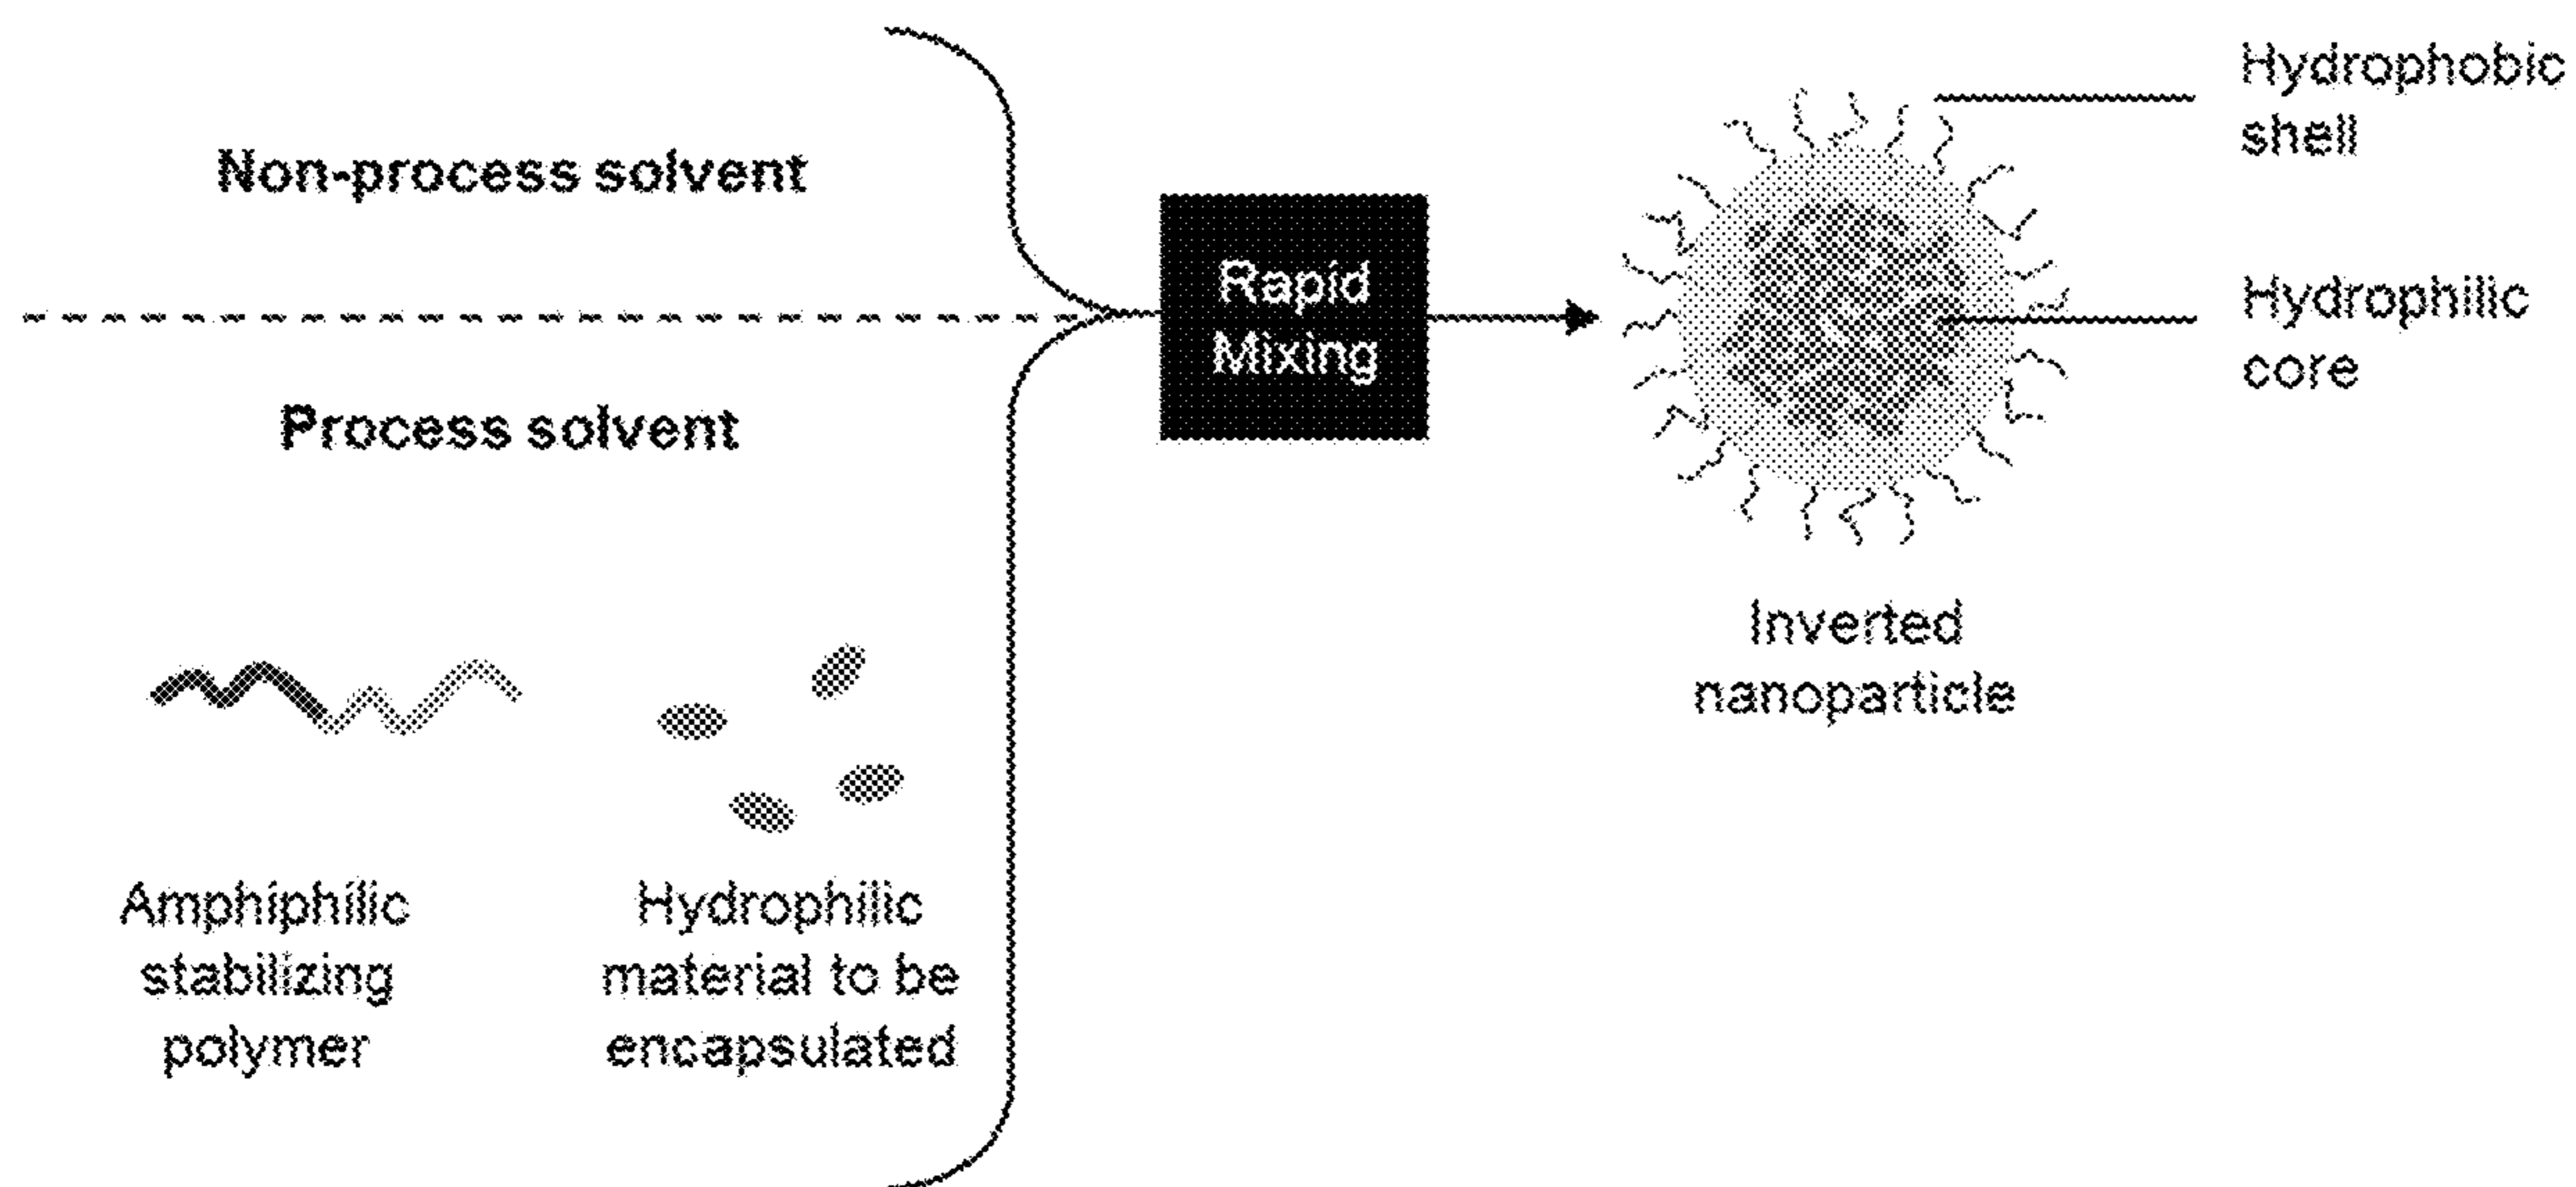 Non-process solvent
Process solvent
Amphiphilic
stabilizing
polymer
Hydrophilic
material to be
encapsulated
Rapid
Mixing
Inverted
nanoparticle
Hydrophobic
shell
Hydrophilic
core